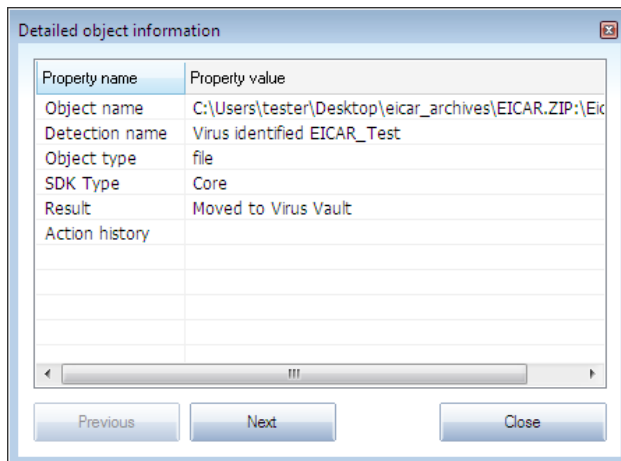 Detailed object information
Property name Property value
Object name C:\Users\tester\Desktop\eicar_archives\EICAR.ZIP:\Eic
Detection name Virus identified EICAR_Test
Object type file
SDK Type Core
Result Moved to Virus Vault
Action history
Previous Next Close